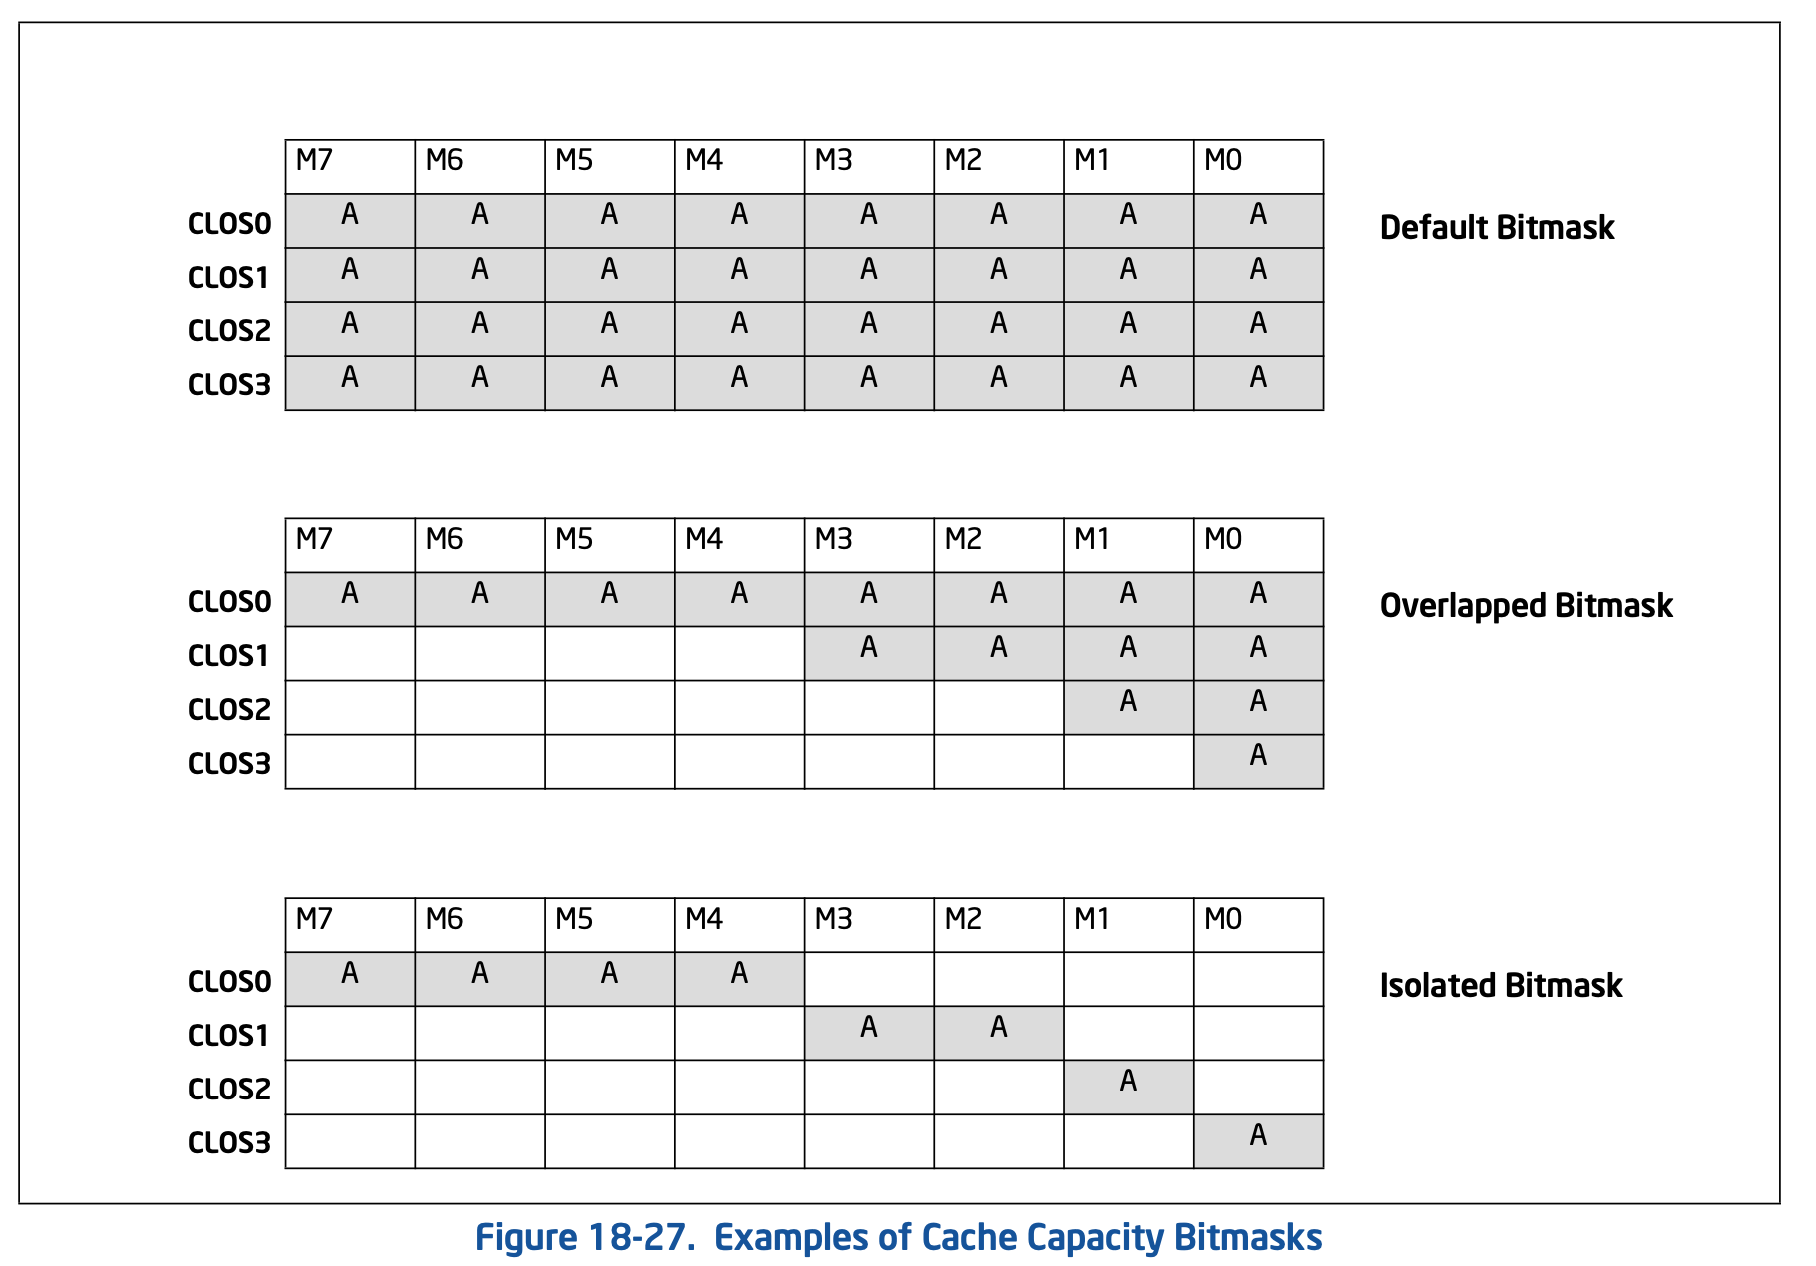 M7 M6 M5 M4 M3 M2 M1 M0
CLOS0 A A A A A A A A Default Bitmask
CLOS1 A A A A A A A A
CLOS2 A A A A A A A A
CLOS3 A A A A A A A A
M7 M6 M5 M4 M3 M2 M1 M0
CLOS0 A A A A A A A A Overlapped Bitmask
CLOS1 A A A A
CLOS2 A A
CLOS3 A
M7 M6 M5 M4 M3 M2 M1 M0
CLOS0 A A A A Isolated Bitmask
CLOS1 A A
CLOS2 A
CLOS3 A
Figure 18-27. Examples of Cache Capacity Bitmasks